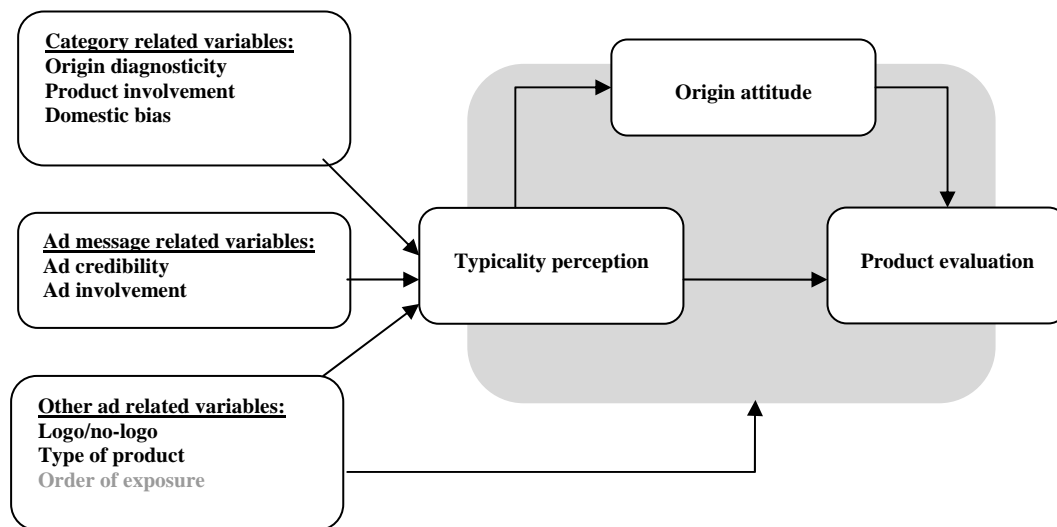 Category related variables:
Origin diagnosticity
Product involvement
Domestic bias
Origin attitude
Ad message related variables:
Ad credibility
Ad involvement
Typicality perception
Product evaluation
Other ad related variables:
Logo/no-logo
Type of product
Order of exposure